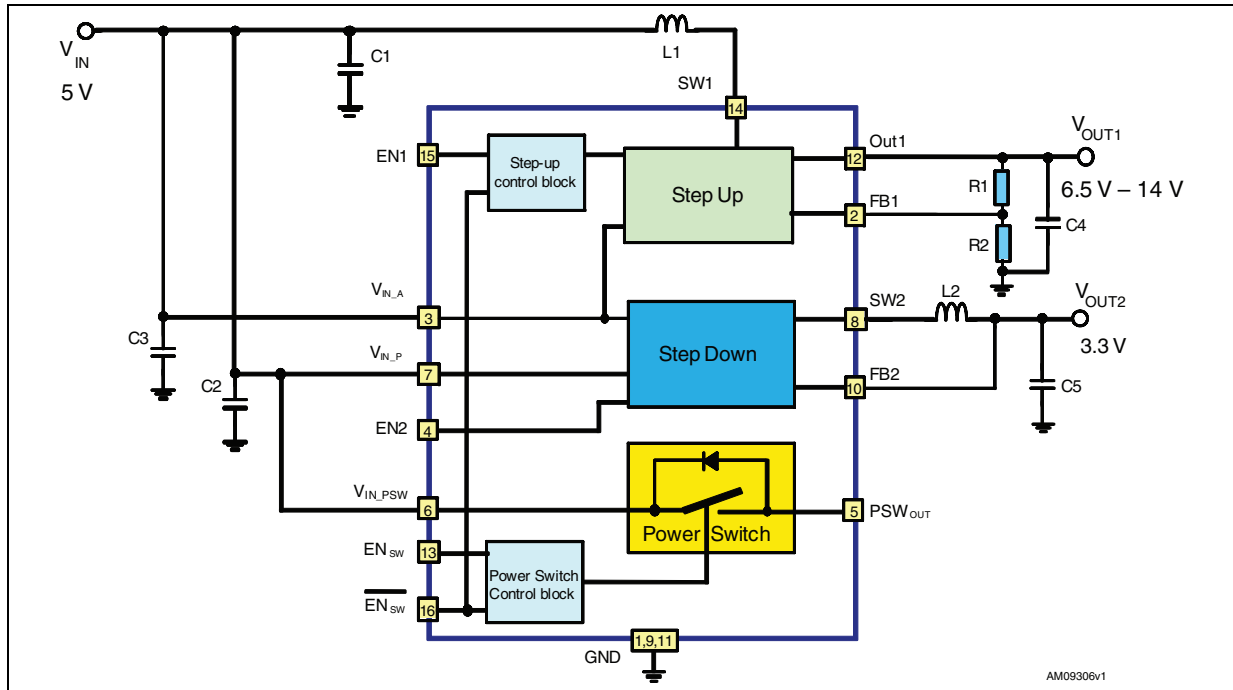 V IN
5 V
C1
L1
SW1
14
EN1
15
Step-up
control block
Step Up
12
Out1
VOUT1
6.5 V – 14 V
R1
FB1
2
R2
C4
VIN_A
3
C3
VIN_P
7
C2
EN2
4
Step Down
SW2
8
L2
VOUT2
3.3 V
FB2
10
C5
VIN_PSW
6
Power Switch
5
PSWOUT
ENSW
13
Power Switch
Control block
E̅N̅S̅W̅
16
GND
1,9,11
AM09306v1